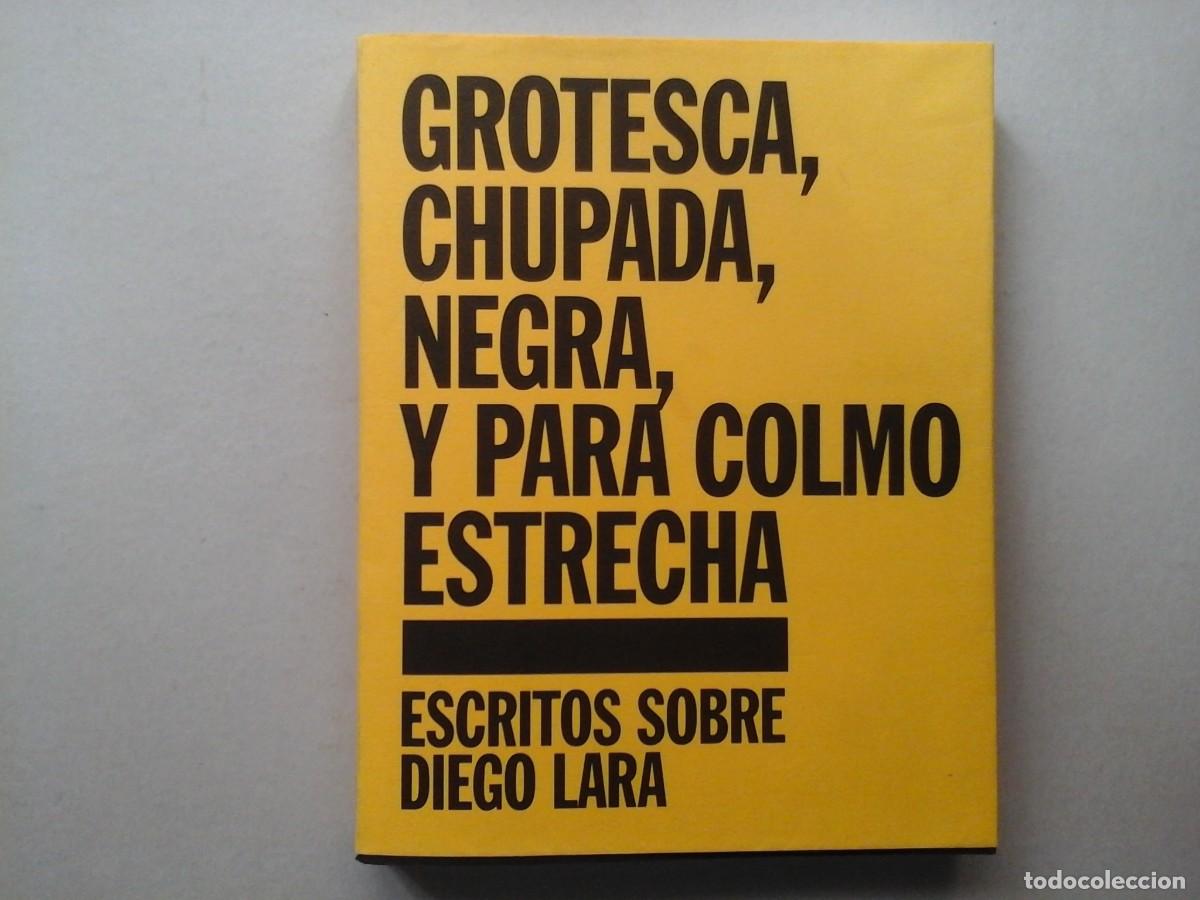 GROTESCA,
CHUPADA,
NEGRA,
Y PARA COLMO
ESTRECHA
ESCRITOS SOBRE
DIEGO LARA
todocoleccion